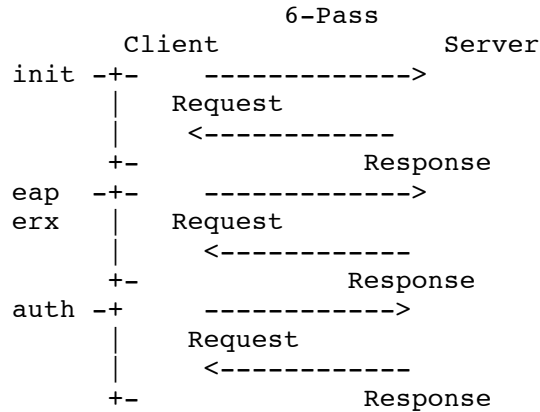 6-Pass
Client Server
init -+- ------------->
| Request
| <------------
+- Response
eap -+- ------------->
erx | Request
| <------------
+- Response
auth -+ ------------>
| Request
| <------------
+- Response